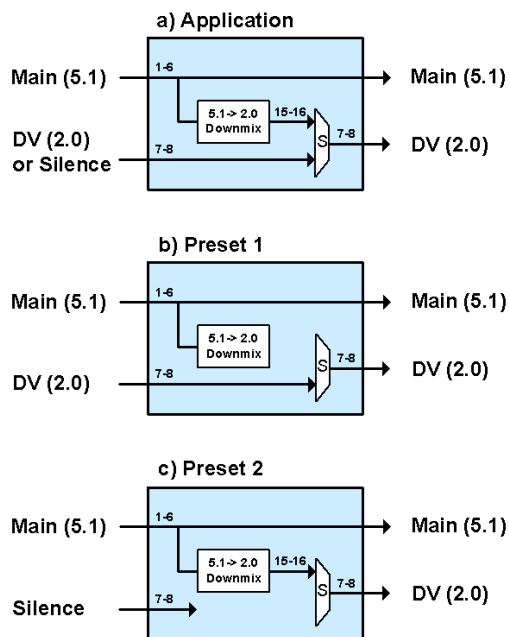 a) Application
Main (5.1)
1-6
Main (5.1)
5.1-> 2.0
Downmix
15-16
DV (2.0)
or Silence
7-8
S
7-8
DV (2.0)
b) Preset 1
Main (5.1)
1-6
Main (5.1)
5.1-> 2.0
Downmix
DV (2.0)
7-8
S
7-8
DV (2.0)
c) Preset 2
Main (5.1)
1-6
Main (5.1)
5.1-> 2.0
Downmix
15-16
Silence
7-8
S
7-8
DV (2.0)